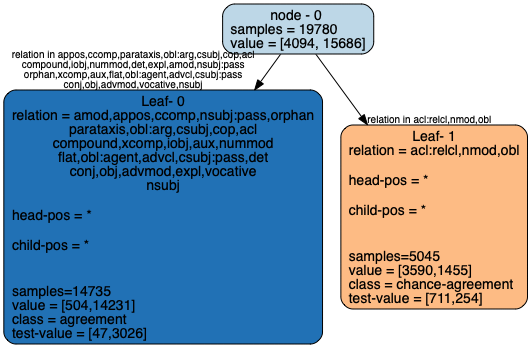 node - 0
samples = 19780
value = [4094, 15686]
relation in appos,ccomp,parataxis,obl:arg,csubj,cop,acl
compound,iobj,nummod,det,expl,amod,nsubj:pass
orphan,xcomp,aux,flat,obl:agent,advcl,csubj:pass
conj,obj,advmod,vocative,nsubj
relation in acl:relcl,nmod,obl
Leaf- 0
relation = amod,appos,ccomp,nsubj:pass,orphan
parataxis,obl:arg,csubj,cop,acl
compound,xcomp,iobj,aux,nummod
flat,obl:agent,advcl,csubj:pass,det
conj,obj,advmod,expl,vocative
nsubj
head-pos = *
child-pos = *
samples=14735
value = [504,14231]
class = agreement
test-value = [47,3026]
Leaf- 1
relation = acl:relcl,nmod,obl
head-pos = *
child-pos = *
samples=5045
value = [3590,1455]
class = chance-agreement
test-value = [711,254]